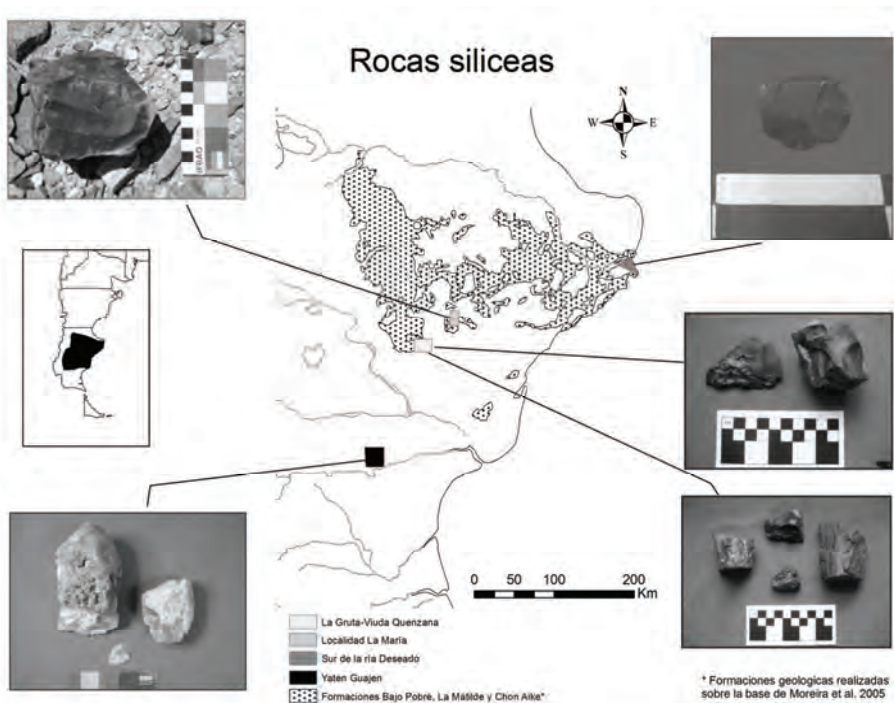 Rocas siliceas
N
W E
S
0 50 100 200
Km
La Gruta-Viuda Quenzana
Localidad La María
Sur de la ría Deseado
Yaten Guajen
Formaciones Bajo Pobre, La Matilde y Chon Aike*
* Formaciones geologicas realizadas
sobre la base de Moreira et al. 2005